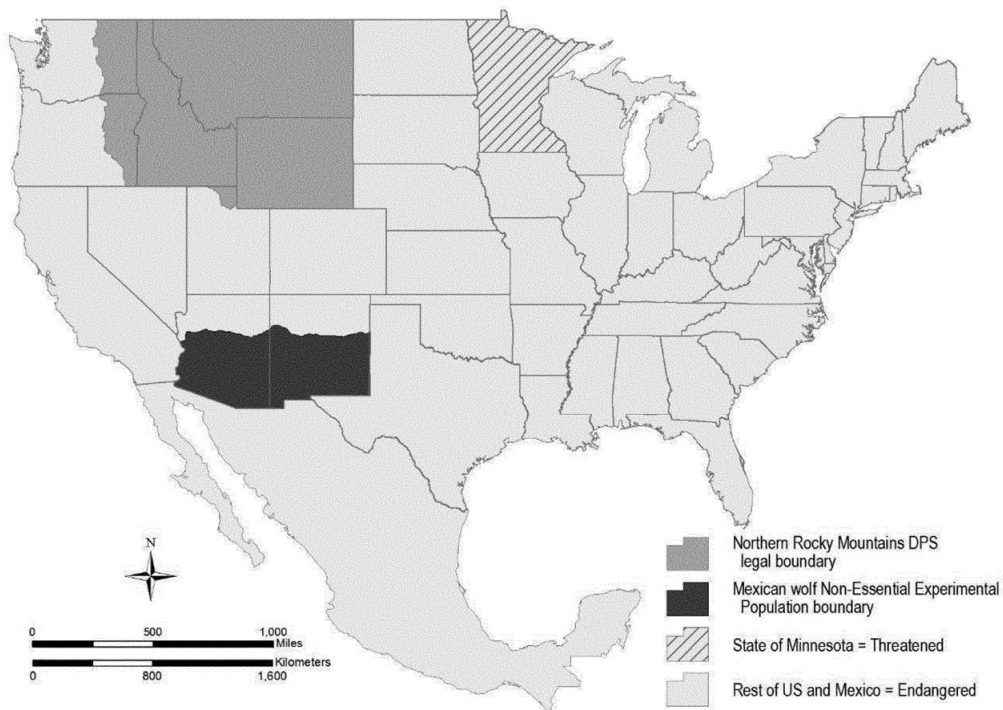 N
0 500 1,000
Miles
Kilometers
0 800 1,600
Northern Rocky Mountains DPS
legal boundary
Mexican wolf Non-Essential Experimental
Population boundary
State of Minnesota = Threatened
Rest of US and Mexico = Endangered